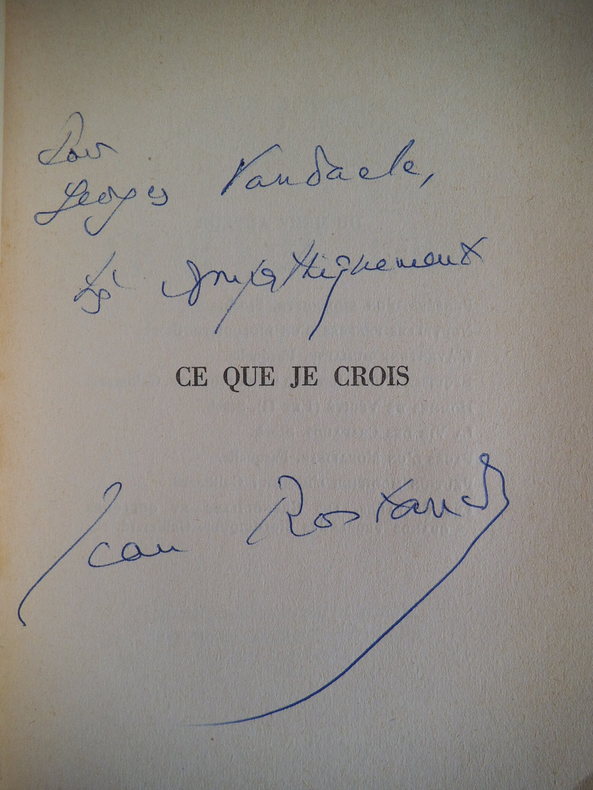 Pour
Georges Vandaele,
très sympathiquement
CE QUE JE CROIS
Jean Rostand